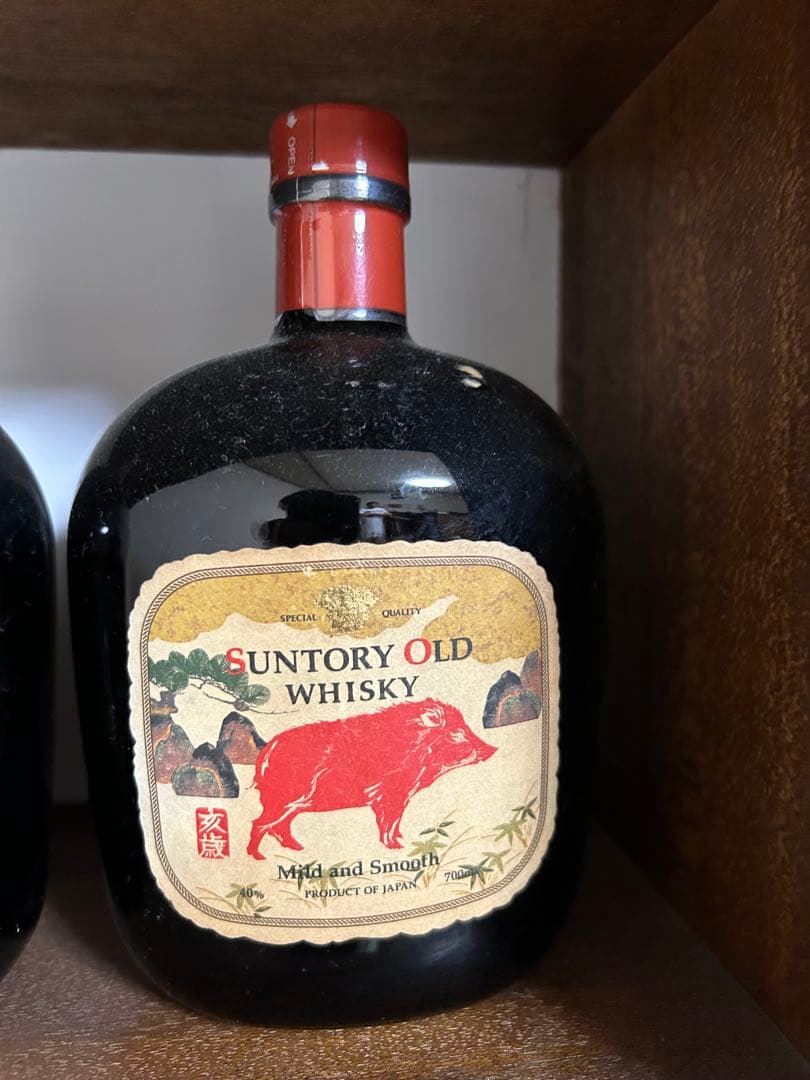 OPEN
SPECIAL QUALITY
SUNTORY OLD
WHISKY
亥歳
Mild and Smooth
40% PRODUCT OF JAPAN 700ml